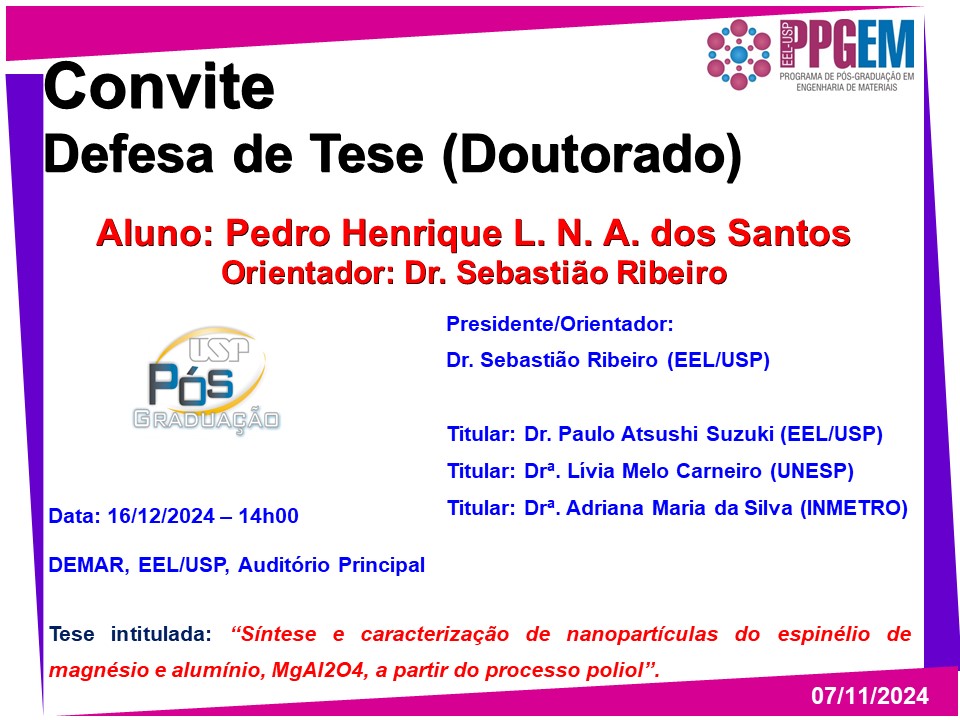 EEL-USP PPGEM
PROGRAMA DE PÓS-GRADUAÇÃO EM
ENGENHARIA DE MATERIAIS
Convite
Defesa de Tese (Doutorado)
Aluno: Pedro Henrique L. N. A. dos Santos
Orientador: Dr. Sebastião Ribeiro
USP
PÓS
GRADUAÇÃO
Presidente/Orientador:
Dr. Sebastião Ribeiro (EEL/USP)
Titular: Dr. Paulo Atsushi Suzuki (EEL/USP)
Titular: Drª. Lívia Melo Carneiro (UNESP)
Titular: Drª. Adriana Maria da Silva (INMETRO)
Data: 16/12/2024 – 14h00
DEMAR, EEL/USP, Auditório Principal
Tese intitulada: “Síntese e caracterização de nanopartículas do espinélio de
magnésio e alumínio, MgAl2O4, a partir do processo poliol”.
07/11/2024